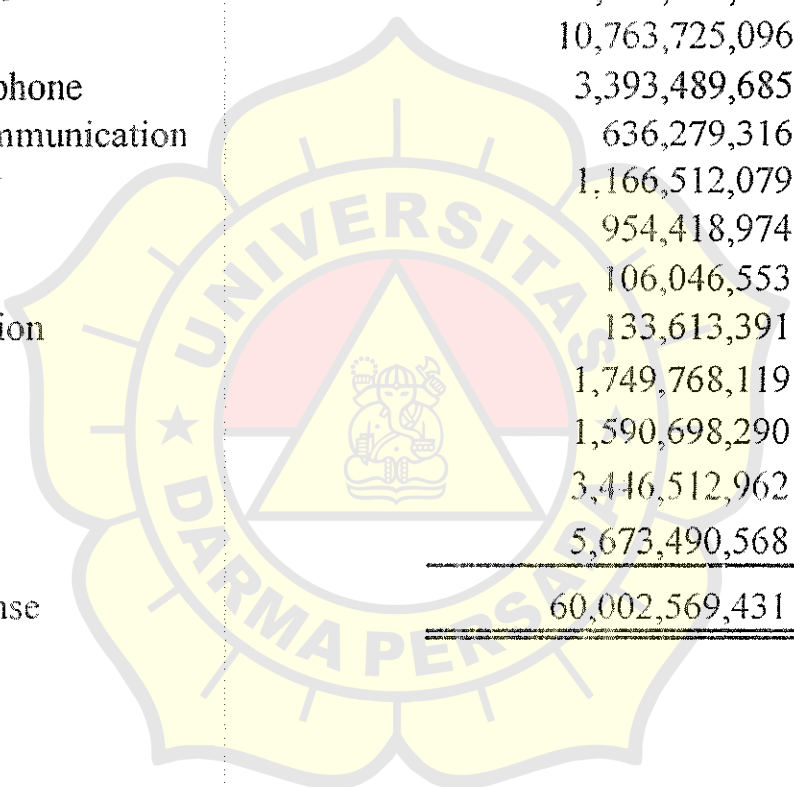 10,763,725,096
phone 3,393,489,685
mmunication 636,279,316
1,166,512,079
954,418,974
106,046,553
ion 133,613,391
1,749,768,119
1,590,698,290
3,446,512,962
5,673,490,568
nse 60,002,569,431
UNIVERSITAS
DARMA PERSADA